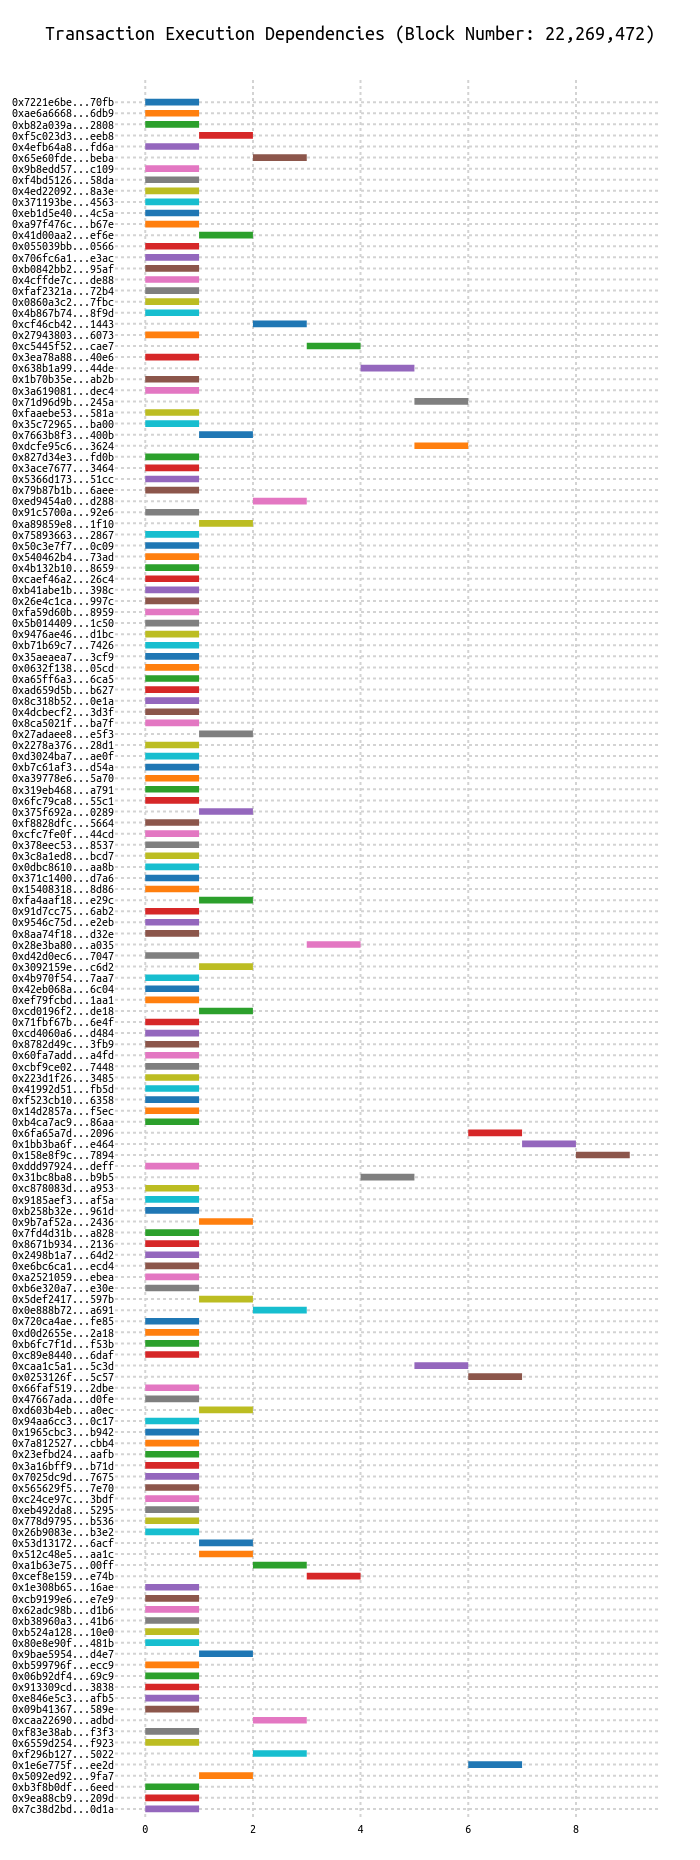 Transaction Execution Dependencies (Block Number: 22,269,472)
0x7221e6be...70fb
0xae6a6668...6db9
0xb82a039a...2808
0xf5c023d3...eeb8
0x4efb64a8...fd6a
0x65e60fde...beba
0x9b8edd57...c109
0xf4bd5126...58da
0x4ed22092...8a3e
0x371193be...4563
0xeb1d5e40...4c5a
0xa97f476c...b67e
0x41d00aa2...ef6e
0x055039bb...0566
0x706fc6a1...e3ac
0xb0842bb2...95af
0x4cffde7c...de88
0xfaf2321a...72b4
0x0860a3c2...7fbc
0x4b867b74...8f9d
0xcf46cb42...1443
0x27943803...6073
0xc5445f52...cae7
0x3ea78a88...40e6
0x638b1a99...44de
0x1b70b35e...ab2b
0x3a619081...dec4
0x71d96d9b...245a
0xfaaebe53...581a
0x35c72965...ba00
0x7663b8f3...400b
0xdcfe95c6...3624
0x827d34e3...fd0b
0x3ace7677...3464
0x5366d173...51cc
0x79b87b1b...6aee
0xed9454a0...d288
0x91c5700a...92e6
0xa89859e8...1f10
0x75893663...2867
0x50c3e7f7...0c09
0x540462b4...73ad
0x4b132b10...8659
0xcaef46a2...26c4
0xb41abe1b...398c
0x26e4c1ca...997c
0xfa59d60b...8959
0x5b014409...1c50
0x9476ae46...d1bc
0xb71b69c7...7426
0x35aeaea7...3cf9
0x0632f138...05cd
0xa65ff6a3...6ca5
0xad659d5b...b627
0x8c318b52...0e1a
0x4dcbecf2...3d3f
0x8ca5021f...ba7f
0x27adaee8...e5f3
0x2278a376...28d1
0xd3024ba7...ae0f
0xb7c61af3...d54a
0xa39778e6...5a70
0x319eb468...a791
0x6fc79ca8...55c1
0x375f692a...0289
0xf8828dfc...5664
0xcfc7fe0f...44cd
0x378eec53...8537
0x3c8a1ed8...bcd7
0x0dbc8610...aa8b
0x371c1400...d7a6
0x15408318...8d86
0xfa4aaf18...e29c
0x91d7cc75...6ab2
0x9546c75d...e2eb
0x8aa74f18...d32e
0x28e3ba80...a035
0xd42d0ec6...7047
0x3092159e...c6d2
0x4b970f54...7aa7
0x42eb068a...6c04
0xef79fcbd...1aa1
0xcd0196f2...de18
0x71fbf67b...6e4f
0xcd4060a6...d484
0x8782d49c...3fb9
0x60fa7add...a4fd
0xcbf9ce02...7448
0x223d1f26...3485
0x41992d51...fb5d
0xf523cb10...6358
0x14d2857a...f5ec
0xb4ca7ac9...86aa
0x6fa65a7d...2096
0x1bb3ba6f...e464
0x158e8f9c...7894
0xddd97924...deff
0x31bc8ba8...b9b5
0xc878083d...a953
0x9185aef3...af5a
0xb258b32e...961d
0x9b7af52a...2436
0x7fd4d31b...a828
0x8671b934...2136
0x2498b1a7...64d2
0xe6bc6ca1...ecd4
0xa2521059...ebea
0xb6e320a7...e30e
0x5def2417...597b
0x0e888b72...a691
0x720ca4ae...fe85
0xd0d2655e...2a18
0xb6fc7f1d...f53b
0xc89e8440...6daf
0xcaa1c5a1...5c3d
0x0253126f...5c57
0x66faf519...2dbe
0x47667ada...d0fe
0xd603b4eb...a0ec
0x94aa6cc3...0c17
0x1965cbc3...b942
0x7a812527...cbb4
0x23efbd24...aafb
0x3a16bff9...b71d
0x7025dc9d...7675
0x565629f5...7e70
0xc24ce97c...3bdf
0xeb492da8...5295
0x778d9795...b536
0x26b9083e...b3e2
0x53d13172...6acf
0x512c48e5...aa1c
0xa1b63e75...00ff
0xcef8e159...e74b
0x1e308b65...16ae
0xcb9199e6...e7e9
0x62adc98b...d1b6
0xb38960a3...41b6
0xb524a128...10e0
0x80e8e90f...481b
0x9bae5954...d4e7
0xb599796f...ecc9
0x06b92df4...69c9
0x913309cd...3838
0xe846e5c3...afb5
0x09b41367...589e
0xcaa22690...adbd
0xf83e38ab...f3f3
0x6559d254...f923
0xf296b127...5022
0x1e6e775f...ee2d
0x5092ed92...9fa7
0xb3f8b0df...6eed
0x9ea88cb9...209d
0x7c38d2bd...0d1a
0 2 4 6 8